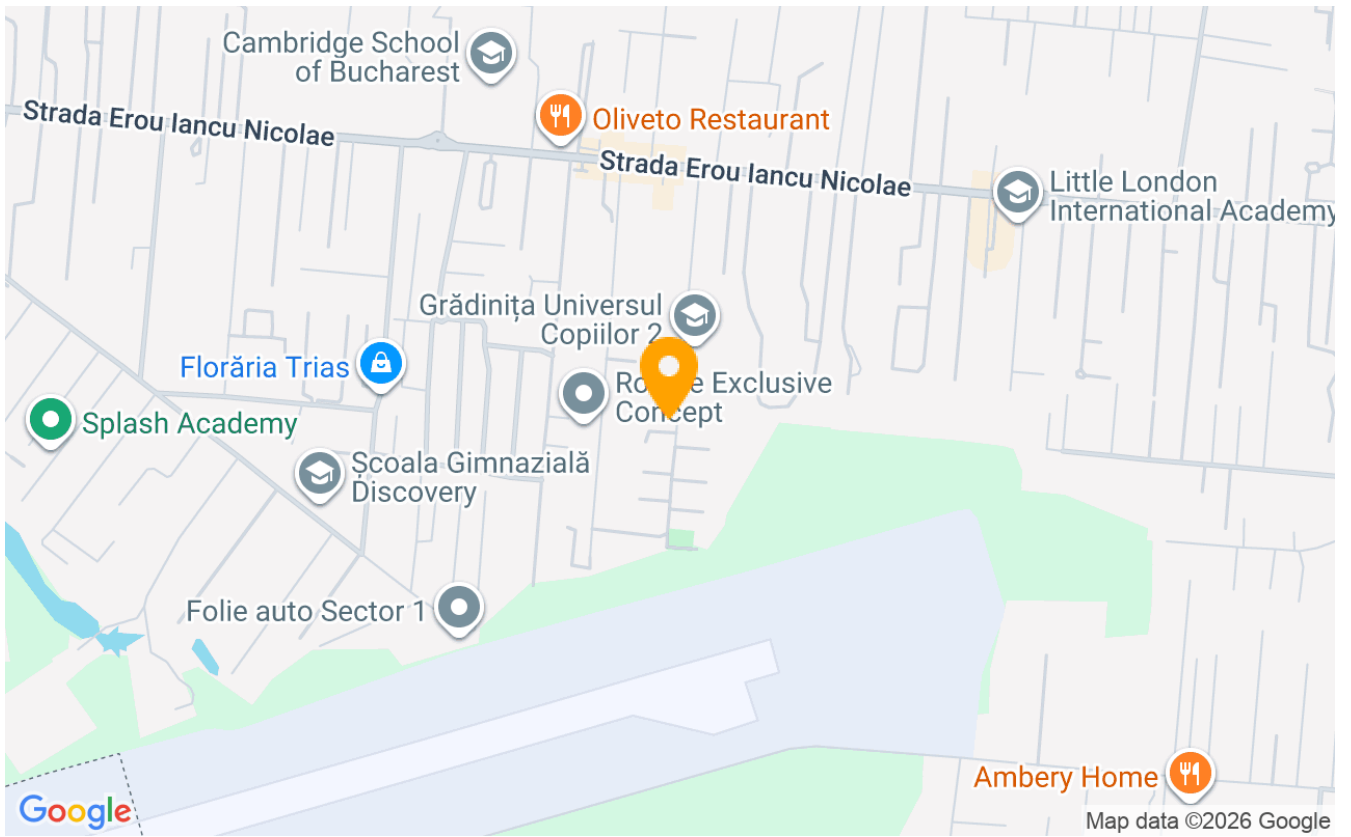 Cambridge School
of Bucharest
Strada Erou Iancu Nicolae
Oliveto Restaurant
Strada Erou Iancu Nicolae
Little London
International Academy
Grădinița Universul
Copiilor 2
Florăria Trias
Exclusive
Concept
Splash Academy
Școala Gimnazială
Discovery
Folie auto Sector 1
Ambery Home
Google
Map data ©2026 Google